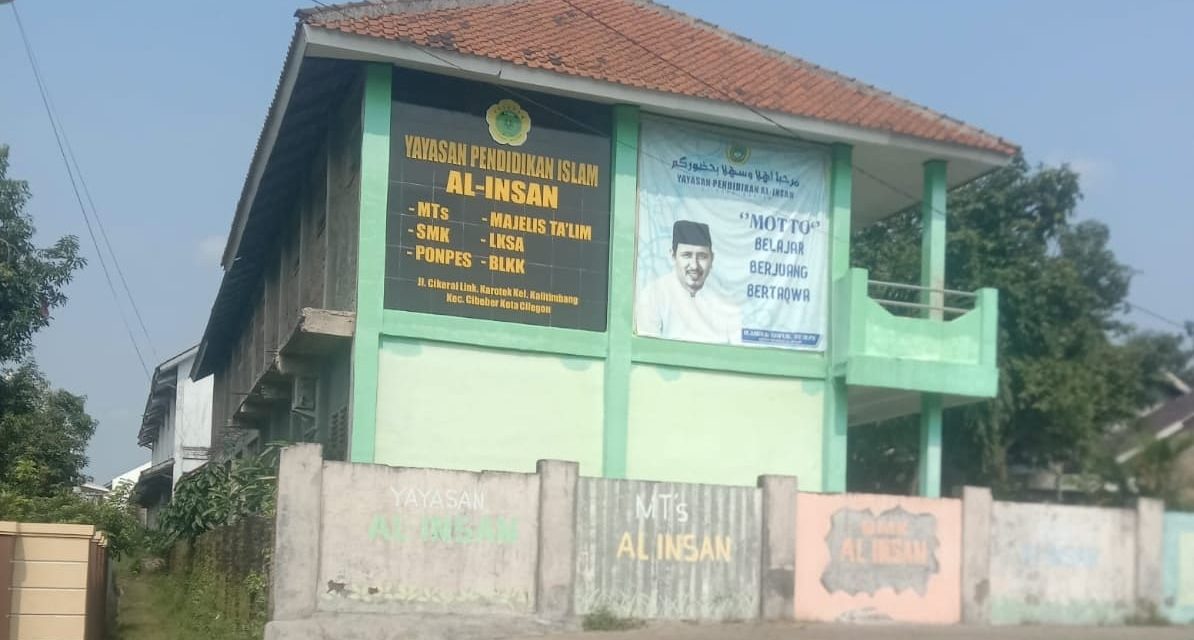 YAYASAN PENDIDIKAN ISLAM
AL-INSAN
- MTs
- SMK
- PONPES
- MAJELIS TA'LIM
- LKSA
- BLKK
Jl. Cikerai Link. Karotek Kel. Kalitimbang
Kec. Cibeber Kota Cilegon
مرحبا اهلا وسهلا بحضوركم
YAYASAN PENDIDIKAN AL-INSAN
"MOTTO"
BELAJAR
BERJUANG
BERTAQWA
YAYASAN
AL INSAN
MTs
AL INSAN
AL INSAN